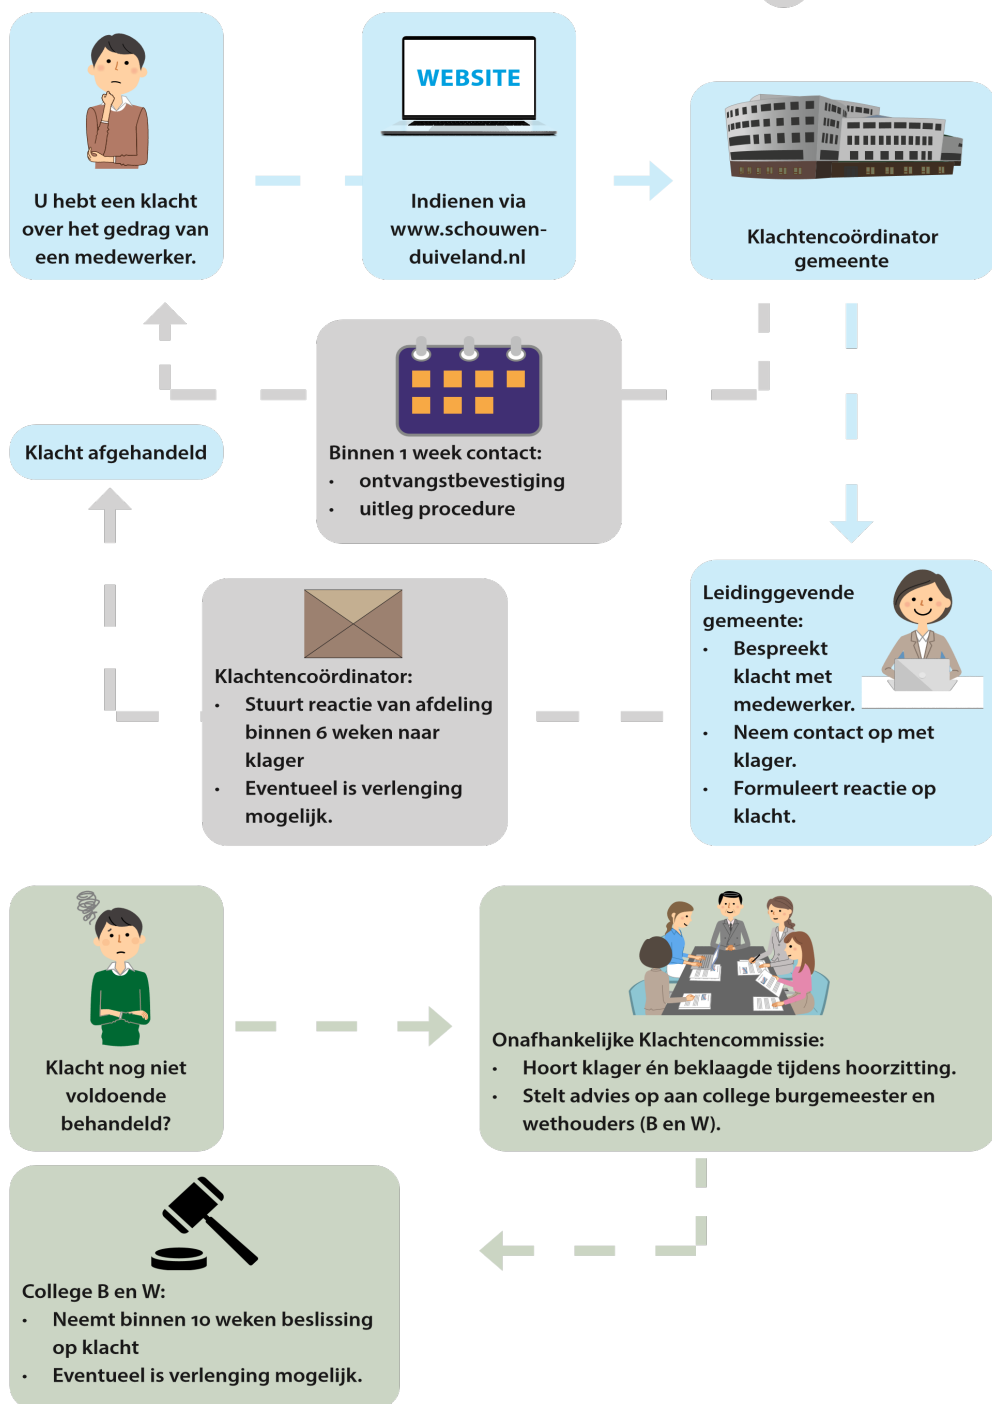 U hebt een klacht
over het gedrag van
een medewerker.
WEBSITE
Indienen via
www.schouwen-
duiveland.nl
Klachtencoördinator
gemeente
Binnen 1 week contact:
• ontvangstbevestiging
• uitleg procedure
Klacht afgehandeld
Leidinggevende
gemeente:
• Bespreekt
klacht met
medewerker.
• Neem contact op met
klager.
• Formuleert reactie op
klacht.
Klachtencoördinator:
• Stuurt reactie van afdeling
binnen 6 weken naar
klager
• Eventueel is verlenging
mogelijk.
Klacht nog niet
voldoende
behandeld?
Onafhankelijke Klachtencommissie:
• Hoort klager én beklaagde tijdens hoorzitting.
• Stelt advies op aan college burgemeester en
wethouders (B en W).
College B en W:
• Neemt binnen 10 weken beslissing
op klacht
• Eventueel is verlenging mogelijk.